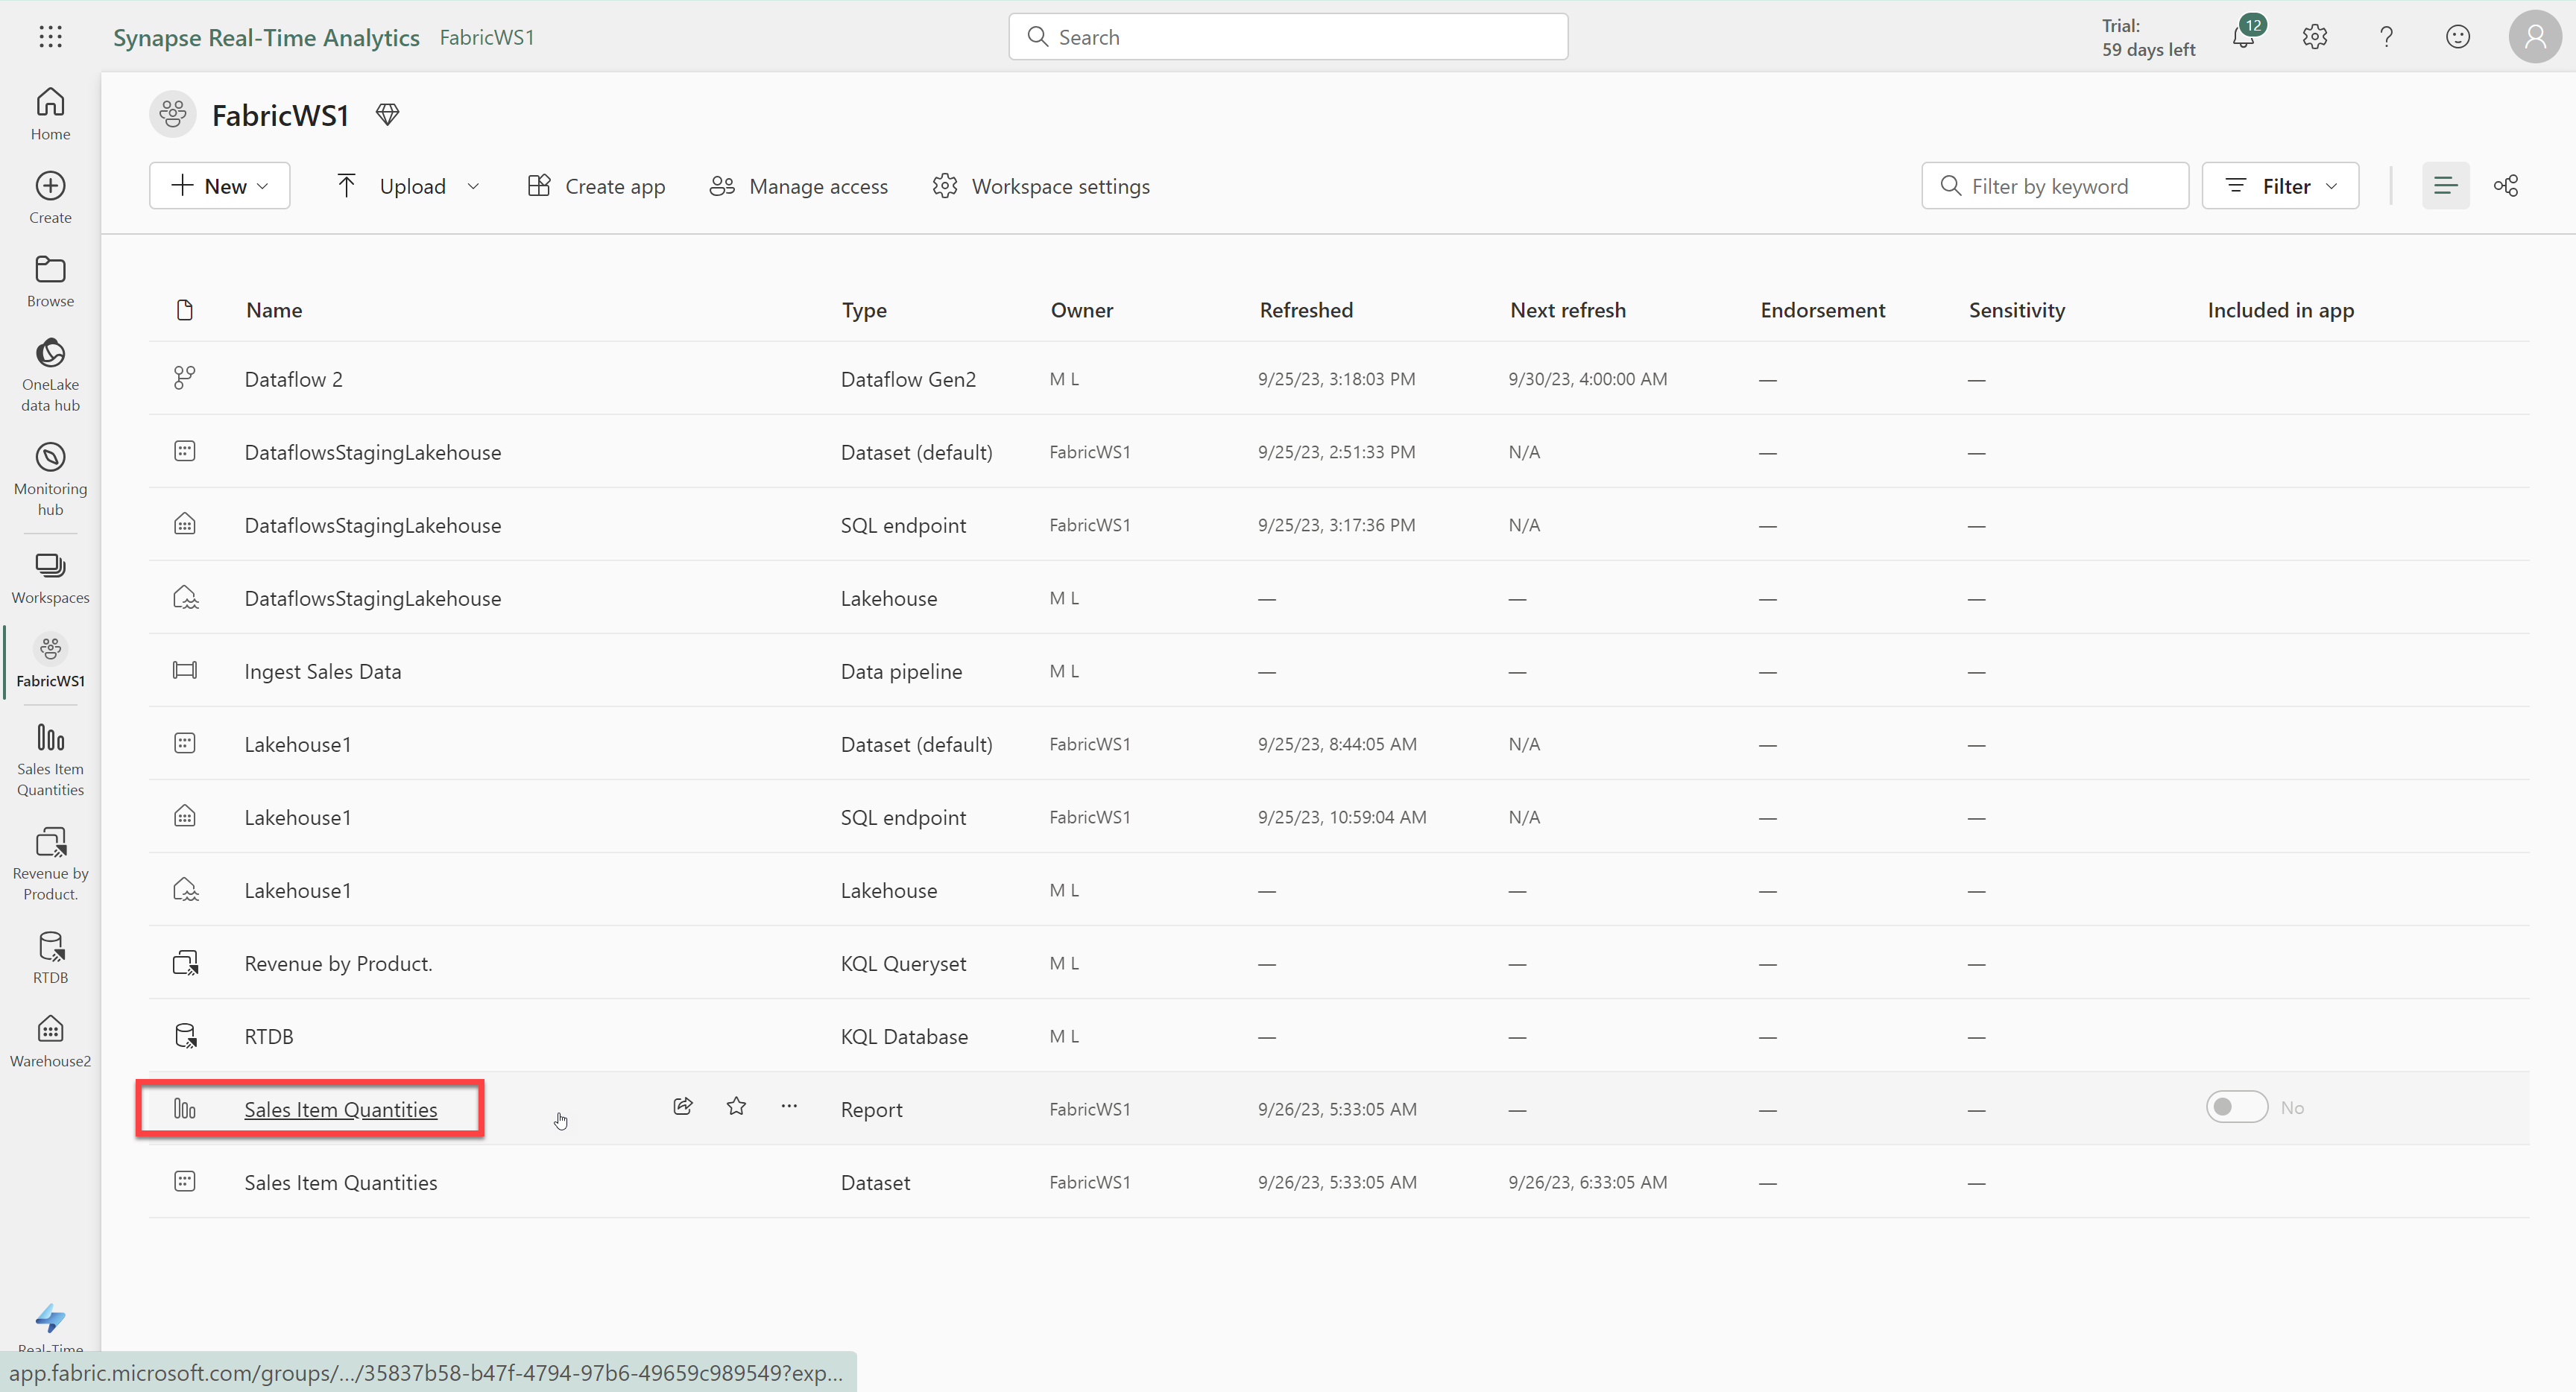 Synapse Real-Time Analytics FabricWS1 Search Trial: 12
59 days left
Home
Create
Browse
OneLake
data hub
Monitoring
hub
Workspaces
FabricWS1
Sales Item
Quantities
Revenue by
Product.
RTDB
Warehouse2
Real-Time
FabricWS1
New Upload Create app Manage access Workspace settings Filter by keyword Filter
Name Type Owner Refreshed Next refresh Endorsement Sensitivity Included in app
Dataflow 2 Dataflow Gen2 M L 9/25/23, 3:18:03 PM 9/30/23, 4:00:00 AM — —
DataflowsStagingLakehouse Dataset (default) FabricWS1 9/25/23, 2:51:33 PM N/A — —
DataflowsStagingLakehouse SQL endpoint FabricWS1 9/25/23, 3:17:36 PM N/A — —
DataflowsStagingLakehouse Lakehouse M L — — — —
Ingest Sales Data Data pipeline M L — — — —
Lakehouse1 Dataset (default) FabricWS1 9/25/23, 8:44:05 AM N/A — —
Lakehouse1 SQL endpoint FabricWS1 9/25/23, 10:59:04 AM N/A — —
Lakehouse1 Lakehouse M L — — — —
Revenue by Product. KQL Queryset M L — — — —
RTDB KQL Database M L — — — —
Sales Item Quantities Report FabricWS1 9/26/23, 5:33:05 AM — — — No
Sales Item Quantities Dataset FabricWS1 9/26/23, 5:33:05 AM 9/26/23, 6:33:05 AM — —
app.fabric.microsoft.com/groups/.../35837b58-b47f-4794-97b6-49659c989549?exp...